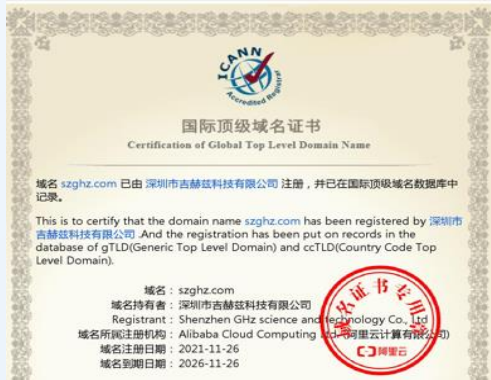 ICANN
Accredited Registrar
国际顶级域名证书
Certification of Global Top Level Domain Name
域名 szghz.com 已由 深圳市吉赫兹科技有限公司 注册，并已在国际顶级域名数据库中
记录。
This is to certify that the domain name szghz.com has been registered by 深圳市
吉赫兹科技有限公司 .And the registration has been put on records in the
database of gTLD(Generic Top Level Domain) and ccTLD(Country Code Top
Level Domain).
域名： szghz.com
域名持有者： 深圳市吉赫兹科技有限公司
Registrant： Shenzhen GHz science and technology Co., Ltd
域名所属注册机构： Alibaba Cloud Computing Ltd. 阿里云计算有限公司)
域名注册日期： 2021-11-26
域名到期日期： 2026-11-26
域名证书专用章
阿里云